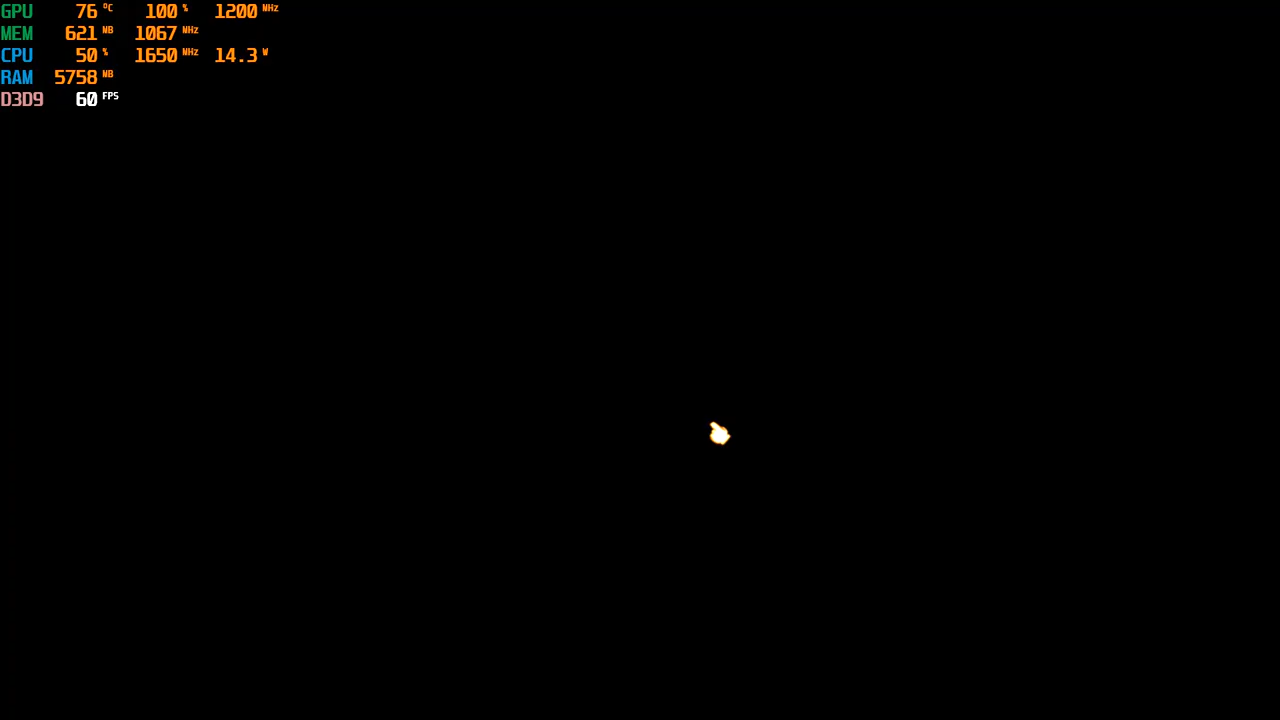 GPU 76 °C 100 % 1200 MHz
MEM 621 MB 1067 MHz
CPU 50 % 1650 MHz 14.3 W
RAM 5758 MB
D3D9 60 FPS